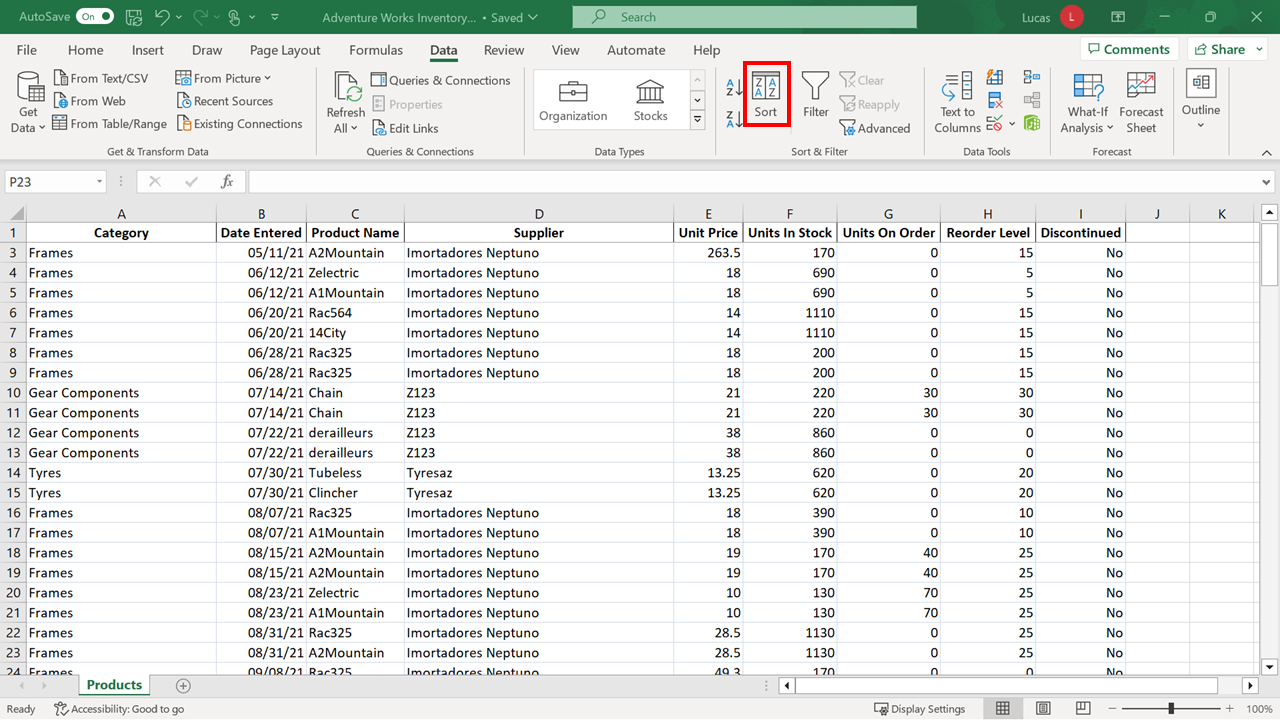 AutoSave On Adventure Works Inventory... • Saved Search Lucas L
File Home Insert Draw Page Layout Formulas Data Review View Automate Help Comments Share
Get Data
From Text/CSV
From Web
From Table/Range
From Picture
Recent Sources
Existing Connections
Get & Transform Data
Refresh All
Queries & Connections
Properties
Edit Links
Queries & Connections
Organization Stocks
Data Types
Sort
Filter
Clear
Reapply
Advanced
Sort & Filter
Text to Columns
Data Tools
What-If Analysis
Forecast Sheet
Forecast
Outline
P23 fx
A B C D E F G H I J K
1 Category Date Entered Product Name Supplier Unit Price Units In Stock Units On Order Reorder Level Discontinued
3 Frames 05/11/21 A2Mountain Imortadores Neptuno 263.5 170 0 15 No
4 Frames 06/12/21 Zelectric Imortadores Neptuno 18 690 0 5 No
5 Frames 06/12/21 A1Mountain Imortadores Neptuno 18 690 0 5 No
6 Frames 06/20/21 Rac564 Imortadores Neptuno 14 1110 0 15 No
7 Frames 06/20/21 14City Imortadores Neptuno 14 1110 0 15 No
8 Frames 06/28/21 Rac325 Imortadores Neptuno 18 200 0 15 No
9 Frames 06/28/21 Rac325 Imortadores Neptuno 18 200 0 15 No
10 Gear Components 07/14/21 Chain Z123 21 220 30 30 No
11 Gear Components 07/14/21 Chain Z123 21 220 30 30 No
12 Gear Components 07/22/21 derailleurs Z123 38 860 0 0 No
13 Gear Components 07/22/21 derailleurs Z123 38 860 0 0 No
14 Tyres 07/30/21 Tubeless Tyresaz 13.25 620 0 20 No
15 Tyres 07/30/21 Clincher Tyresaz 13.25 620 0 20 No
16 Frames 08/07/21 Rac325 Imortadores Neptuno 18 390 0 10 No
17 Frames 08/07/21 A1Mountain Imortadores Neptuno 18 390 0 10 No
18 Frames 08/15/21 A2Mountain Imortadores Neptuno 19 170 40 25 No
19 Frames 08/15/21 A2Mountain Imortadores Neptuno 19 170 40 25 No
20 Frames 08/23/21 Zelectric Imortadores Neptuno 10 130 70 25 No
21 Frames 08/23/21 A1Mountain Imortadores Neptuno 10 130 70 25 No
22 Frames 08/31/21 Rac325 Imortadores Neptuno 28.5 1130 0 25 No
23 Frames 08/31/21 A2Mountain Imortadores Neptuno 28.5 1130 0 25 No
24 Frames 09/08/21 Rac325 Imortadores Neptuno 49.3 170 0 0 No
Products
Ready Accessibility: Good to go Display Settings 100%